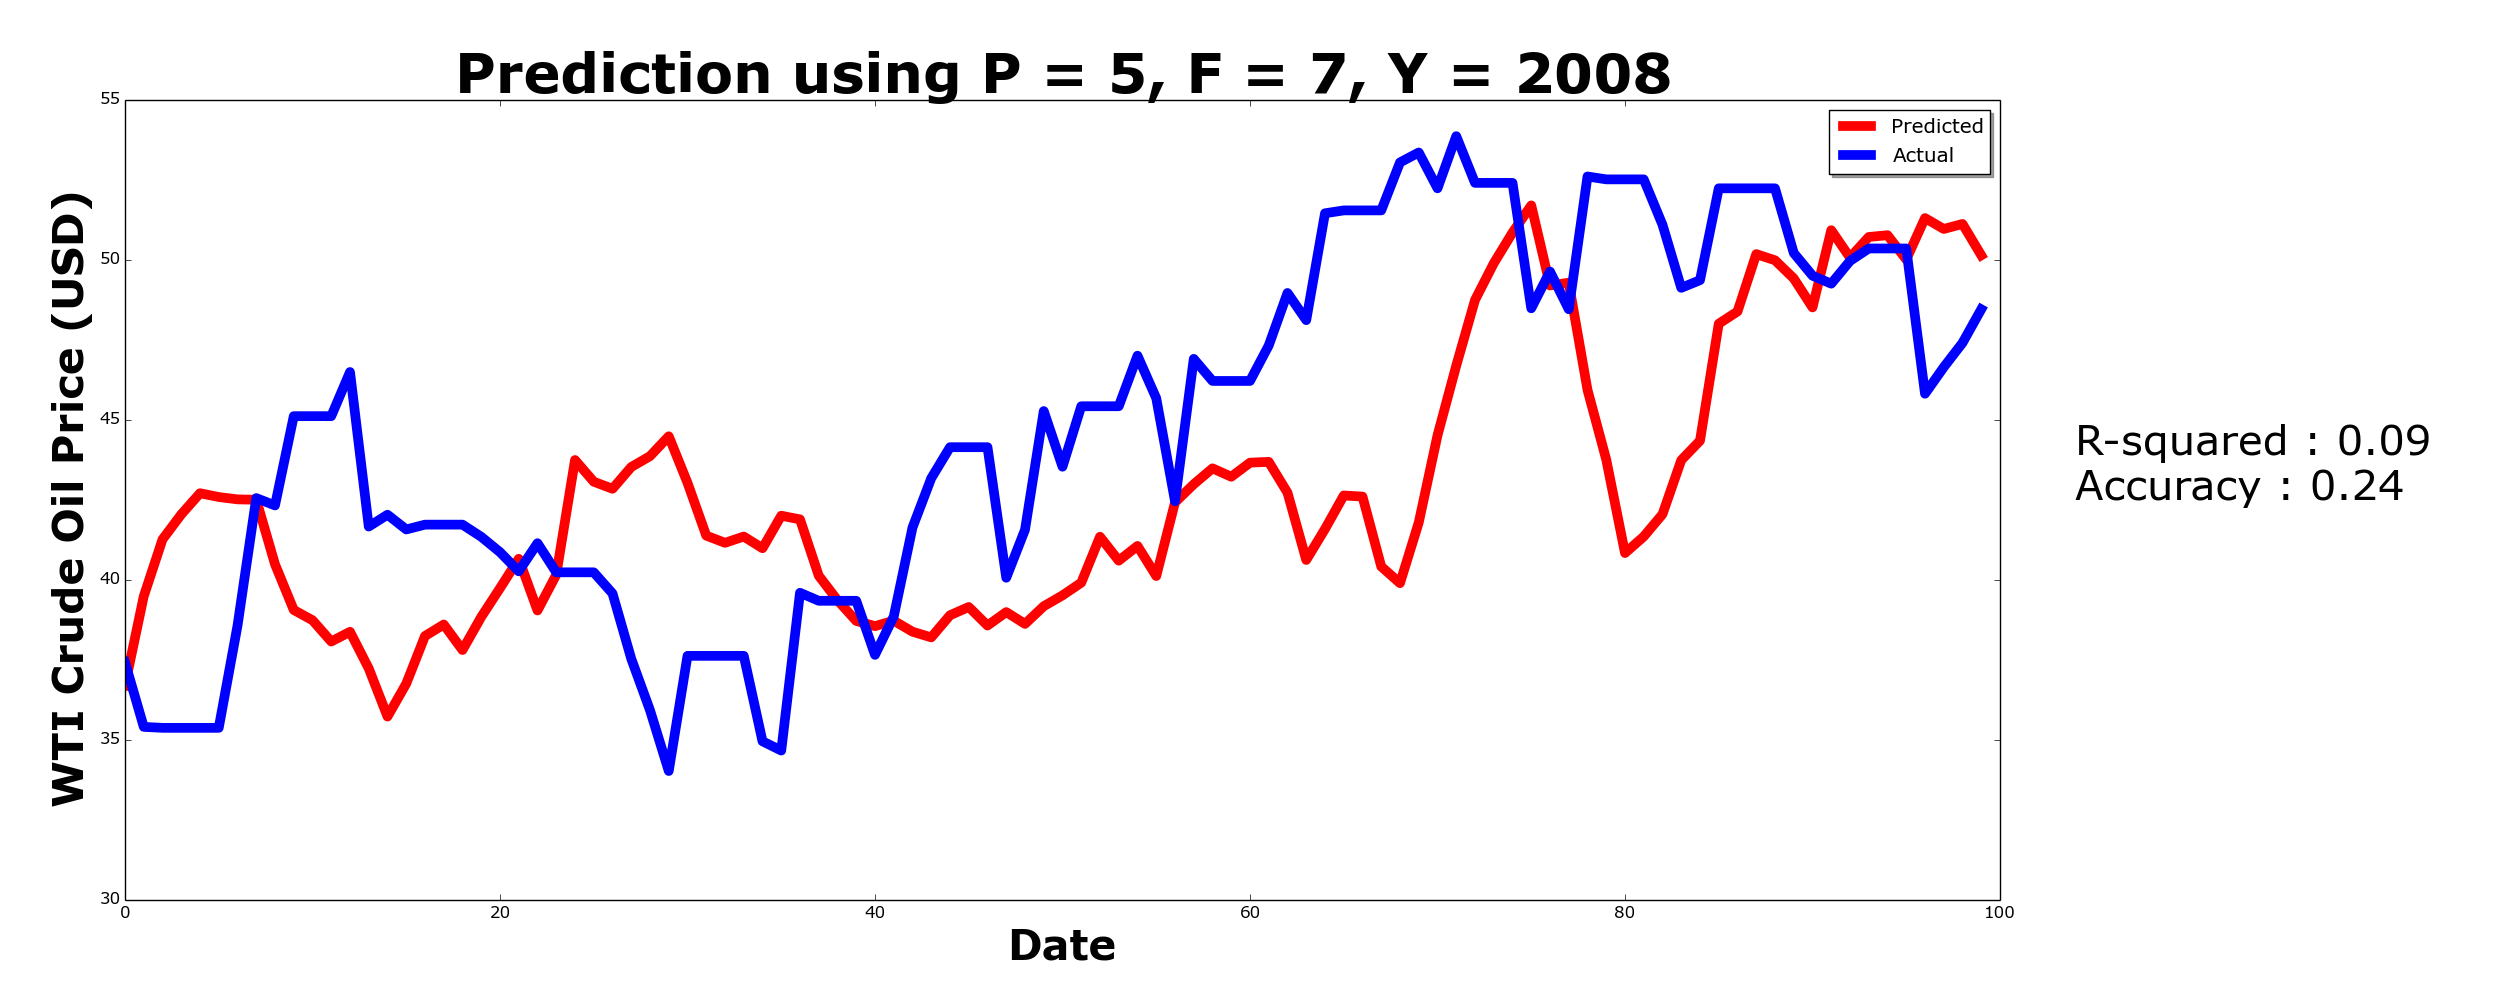 Prediction using P = 5, F = 7, Y = 2008
WTI Crude Oil Price (USD)
55
50
45
40
35
30
0 20 40 60 80 100
Date
Predicted
Actual
R-squared : 0.09
Accuracy : 0.24